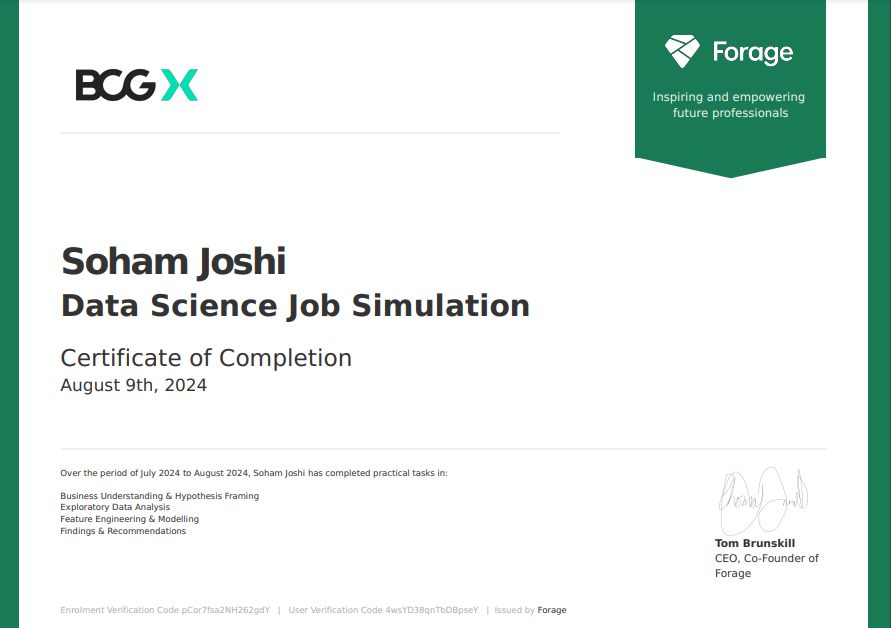 BCG X
Forage
Inspiring and empowering
future professionals
Soham Joshi
Data Science Job Simulation
Certificate of Completion
August 9th, 2024
Over the period of July 2024 to August 2024, Soham Joshi has completed practical tasks in:
Business Understanding & Hypothesis Framing
Exploratory Data Analysis
Feature Engineering & Modelling
Findings & Recommendations
Tom Brunskill
CEO, Co-Founder of
Forage
Enrolment Verification Code pCor7fsa2NH262gdY | User Verification Code 4wsYD38qnTbDBpseY | Issued by Forage